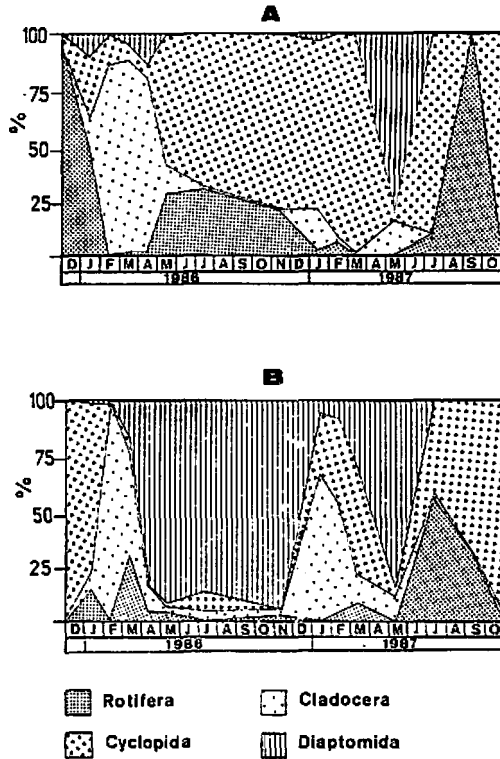 A
100
75
50
25
%
D J F M A M J J A S O N D J F M A M J J A S O
1986 1987
B
100
75
50
25
%
D J F M A M J J A S O N D J F M A M J J A S O
1986 1987
Rotifera Cladocera
Cyclopida Diaptomida